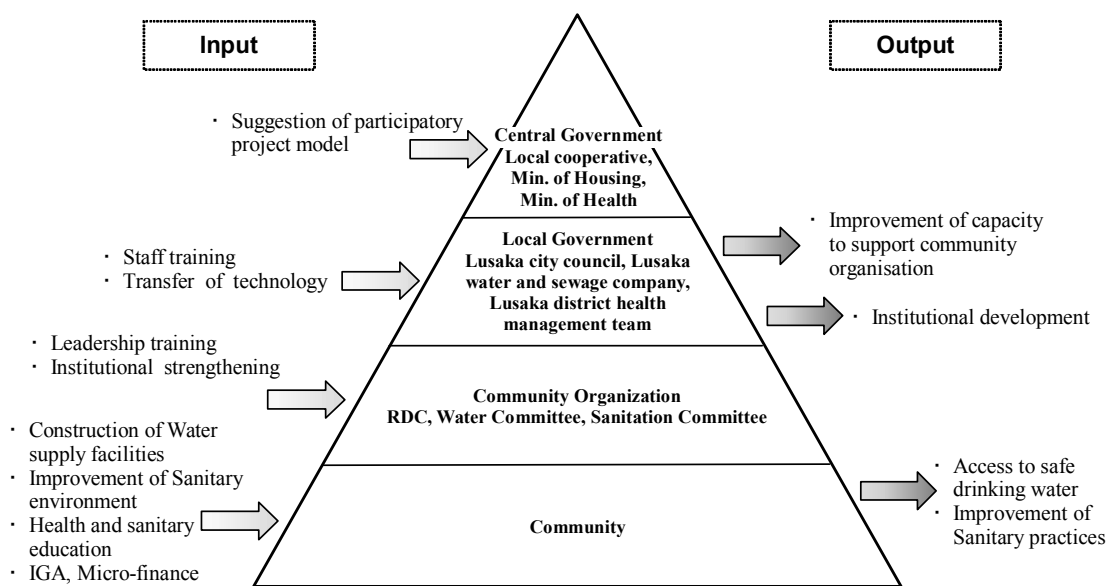 Input
Output
・ Suggestion of participatory
project model
Central Government
Local cooperative,
Min. of Housing,
Min. of Health
・ Staff training
・ Transfer of technology
Local Government
Lusaka city council, Lusaka
water and sewage company,
Lusaka district health
management team
・ Improvement of capacity
to support community
organisation
・ Institutional development
・ Leadership training
・ Institutional strengthening
Community Organization
RDC, Water Committee, Sanitation Committee
・ Construction of Water
supply facilities
・ Improvement of Sanitary
environment
・ Health and sanitary
education
・ IGA, Micro-finance
Community
・ Access to safe
drinking water
・ Improvement of
Sanitary practices